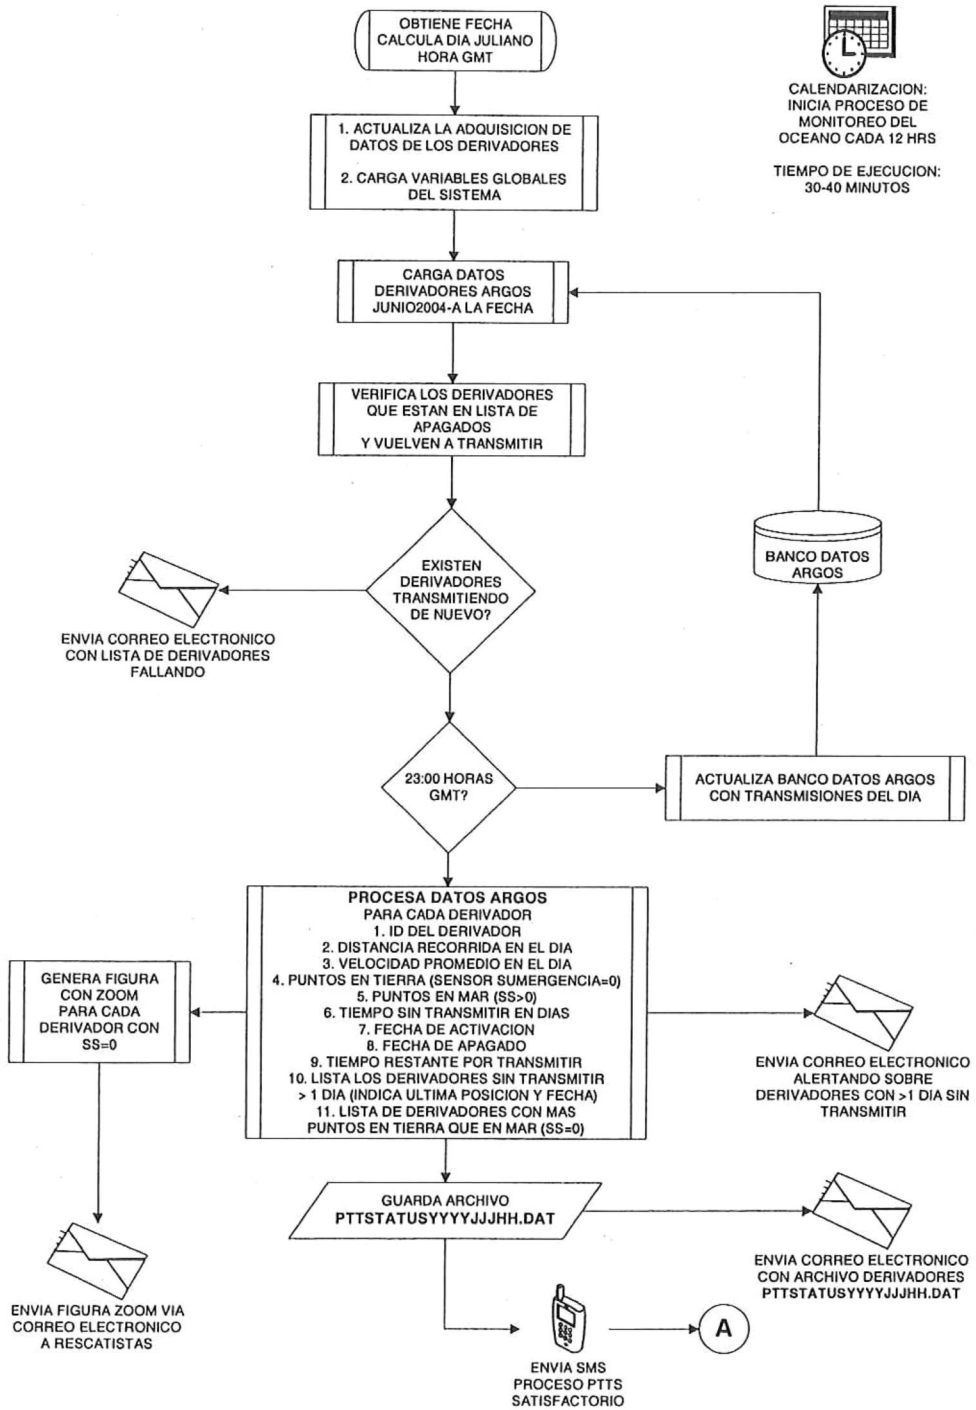 OBTIENE FECHA
CALCULA DIA JULIANO
HORA GMT
CALENDARIZACION:
INICIA PROCESO DE
MONITOREO DEL
OCEANO CADA 12 HRS
TIEMPO DE EJECUCION:
30-40 MINUTOS
1. ACTUALIZA LA ADQUISICION DE
DATOS DE LOS DERIVADORES
2. CARGA VARIABLES GLOBALES
DEL SISTEMA
CARGA DATOS
DERIVADORES ARGOS
JUNIO2004-A LA FECHA
VERIFICA LOS DERIVADORES
QUE ESTAN EN LISTA DE
APAGADOS
Y VUELVEN A TRANSMITIR
EXISTEN
DERIVADORES
TRANSMITIENDO
DE NUEVO?
BANCO DATOS
ARGOS
ENVIA CORREO ELECTRONICO
CON LISTA DE DERIVADORES
FALLANDO
23:00 HORAS
GMT?
ACTUALIZA BANCO DATOS ARGOS
CON TRANSMISIONES DEL DIA
PROCESA DATOS ARGOS
PARA CADA DERIVADOR
1. ID DEL DERIVADOR
2. DISTANCIA RECORRIDA EN EL DIA
3. VELOCIDAD PROMEDIO EN EL DIA
4. PUNTOS EN TIERRA (SENSOR SUMERGENCIA=0)
5. PUNTOS EN MAR (SS>0)
6. TIEMPO SIN TRANSMITIR EN DIAS
7. FECHA DE ACTIVACION
8. FECHA DE APAGADO
9. TIEMPO RESTANTE POR TRANSMITIR
10. LISTA LOS DERIVADORES SIN TRANSMITIR
> 1 DIA (INDICA ULTIMA POSICION Y FECHA)
11. LISTA DE DERIVADORES CON MAS
PUNTOS EN TIERRA QUE EN MAR (SS=0)
GENERA FIGURA
CON ZOOM
PARA CADA
DERIVADOR CON
SS=0
ENVIA CORREO ELECTRONICO
ALERTANDO SOBRE
DERIVADORES CON >1 DIA SIN
TRANSMITIR
GUARDA ARCHIVO
PTTSTATUSYYYYJJJHH.DAT
ENVIA CORREO ELECTRONICO
CON ARCHIVO DERIVADORES
PTTSTATUSYYYYJJJHH.DAT
ENVIA FIGURA ZOOM VIA
CORREO ELECTRONICO
A RESCATISTAS
A
ENVIA SMS
PROCESO PTTS
SATISFACTORIO